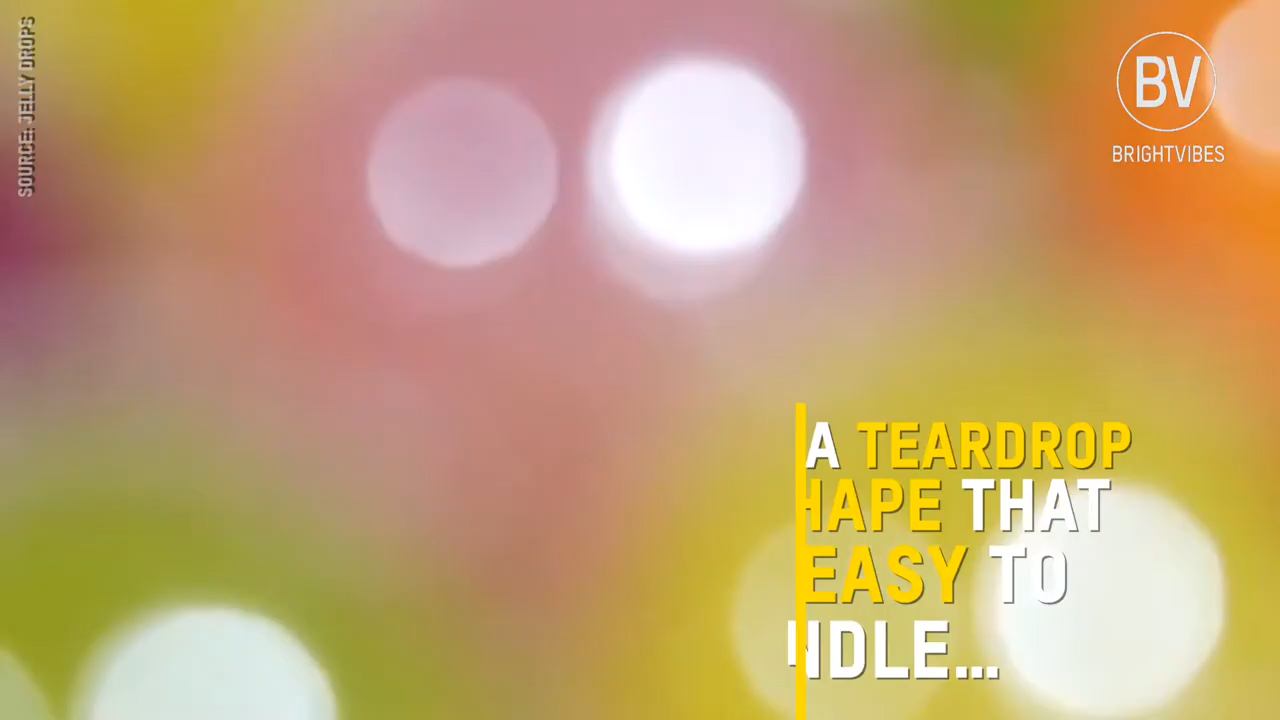 SOURCE: JELLY DROPS
BV
BRIGHTVIBES
A TEARDROP
HAPE THAT
EASY TO
NDLE...